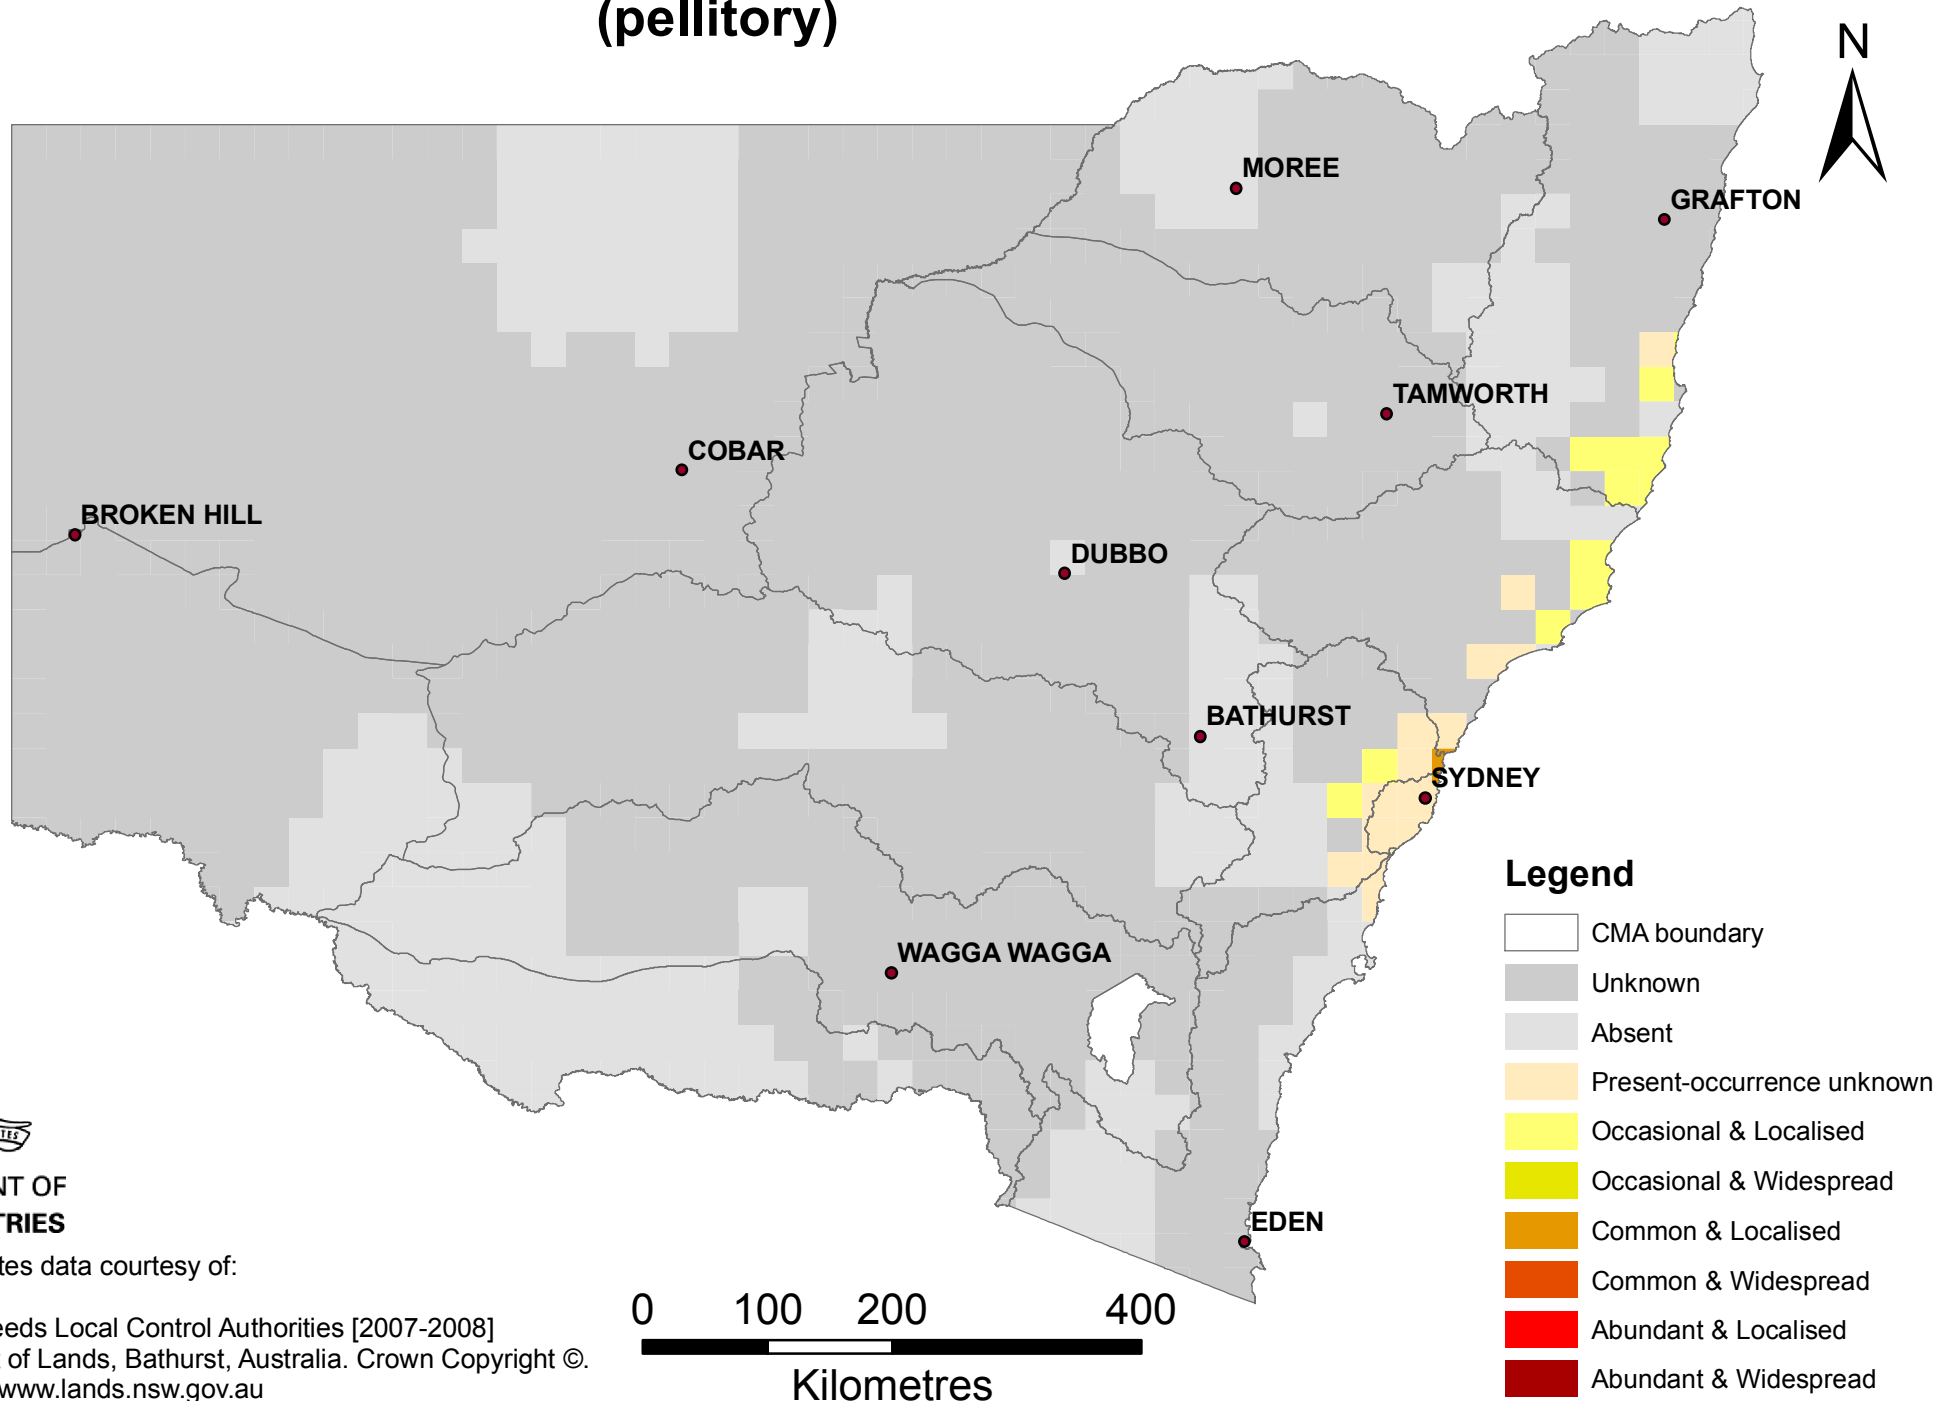 (pellitory)
N
MOREE
GRAFTON
TAMWORTH
COBAR
BROKEN HILL
DUBBO
BATHURST
SYDNEY
WAGGA WAGGA
EDEN
Legend
CMA boundary
Unknown
Absent
Present-occurrence unknown
Occasional & Localised
Occasional & Widespread
Common & Localised
Common & Widespread
Abundant & Localised
Abundant & Widespread
NT OF
TRIES
tes data courtesy of:
eeds Local Control Authorities [2007-2008]
t of Lands, Bathurst, Australia. Crown Copyright ©.
www.lands.nsw.gov.au
0 100 200 400
Kilometres